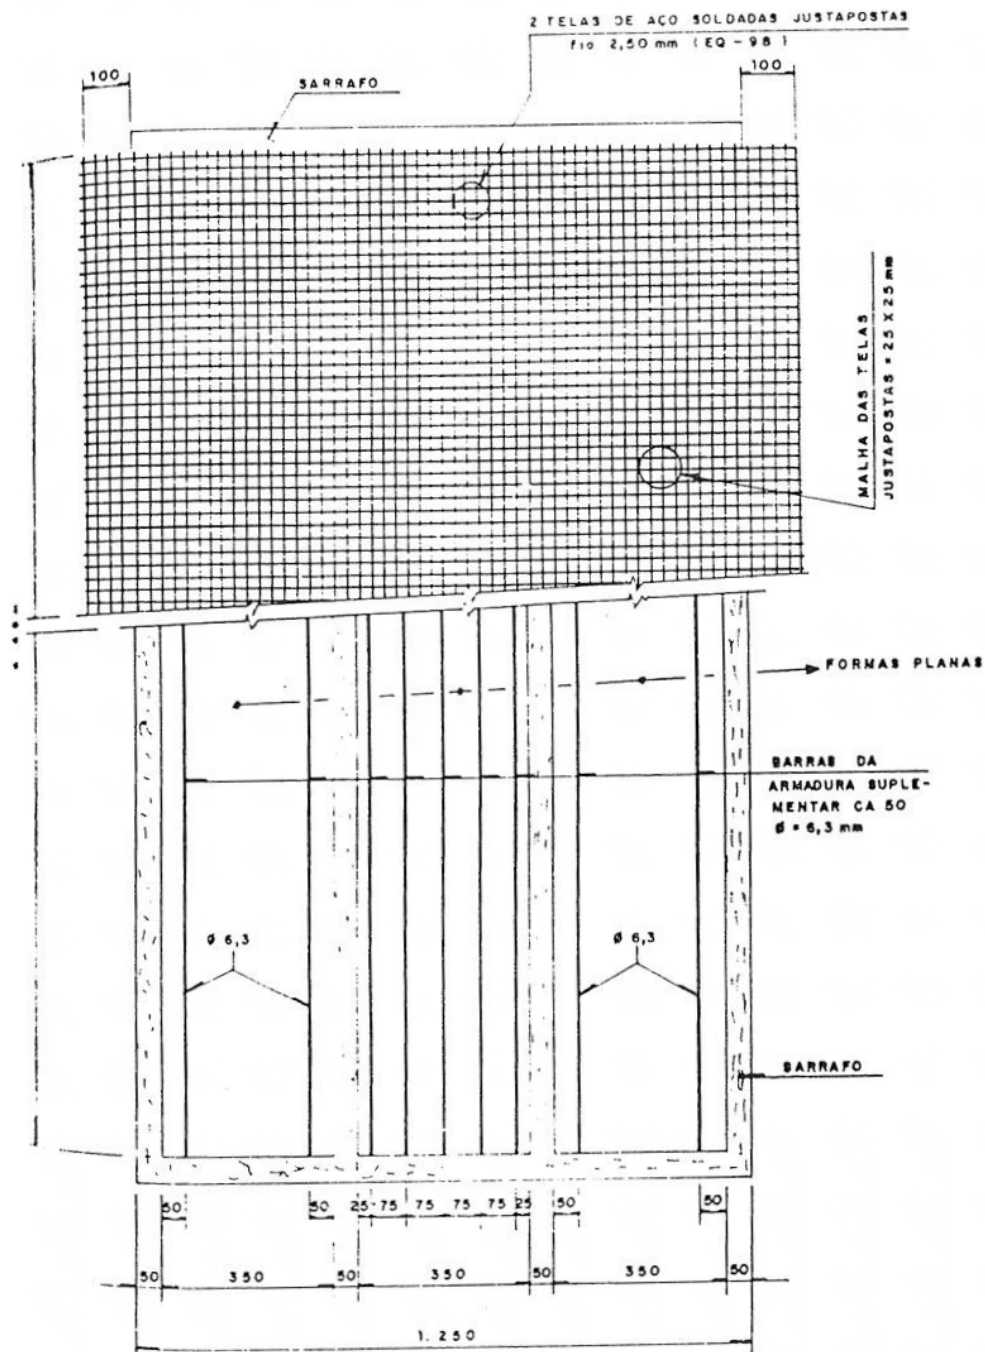 2 TELAS DE AÇO SOLDADAS JUSTAPOSTAS
fio 2,50 mm (EQ-98)
100
SARRAFO
100
MALHA DAS TELAS
JUSTAPOSTAS = 25 X 25 mm
FORMAS PLANAS
BARRAS DA
ARMADURA SUPLE-
MENTAR CA 50
Ø = 6,3 mm
Ø 6,3
Ø 6,3
SARRAFO
50 50 25 75 75 75 75 25 50 50
50 350 50 350 50 350 50
1.250